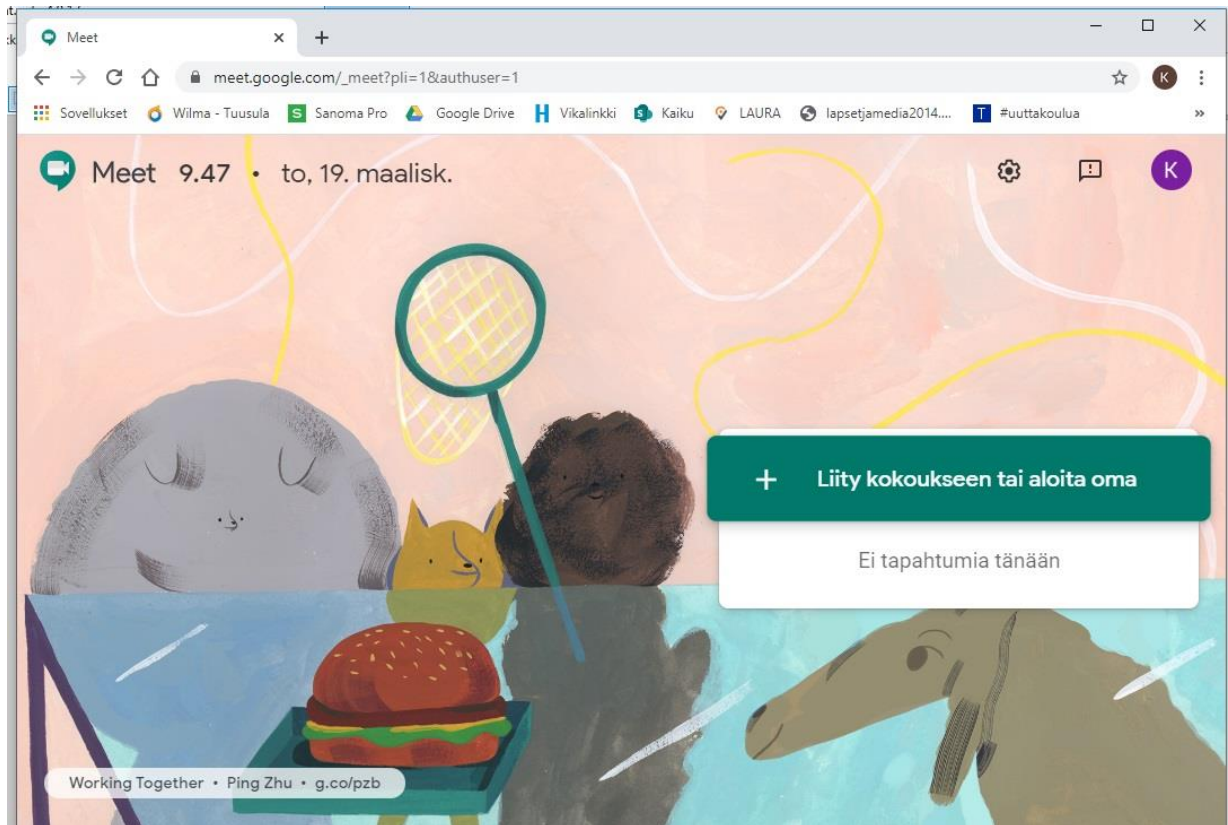 Meet
meet.google.com/_meet?pli=1&authuser=1
K
Sovellukset Wilma - Tuusula S Sanoma Pro Google Drive H Vikalinkki Kaiku LAURA lapsetjamedia2014.... T #uuttakoulua »
Meet 9.47 • to, 19. maalisk.
K
+ Liity kokoukseen tai aloita oma
Ei tapahtumia tänään
Working Together • Ping Zhu • g.co/pzb